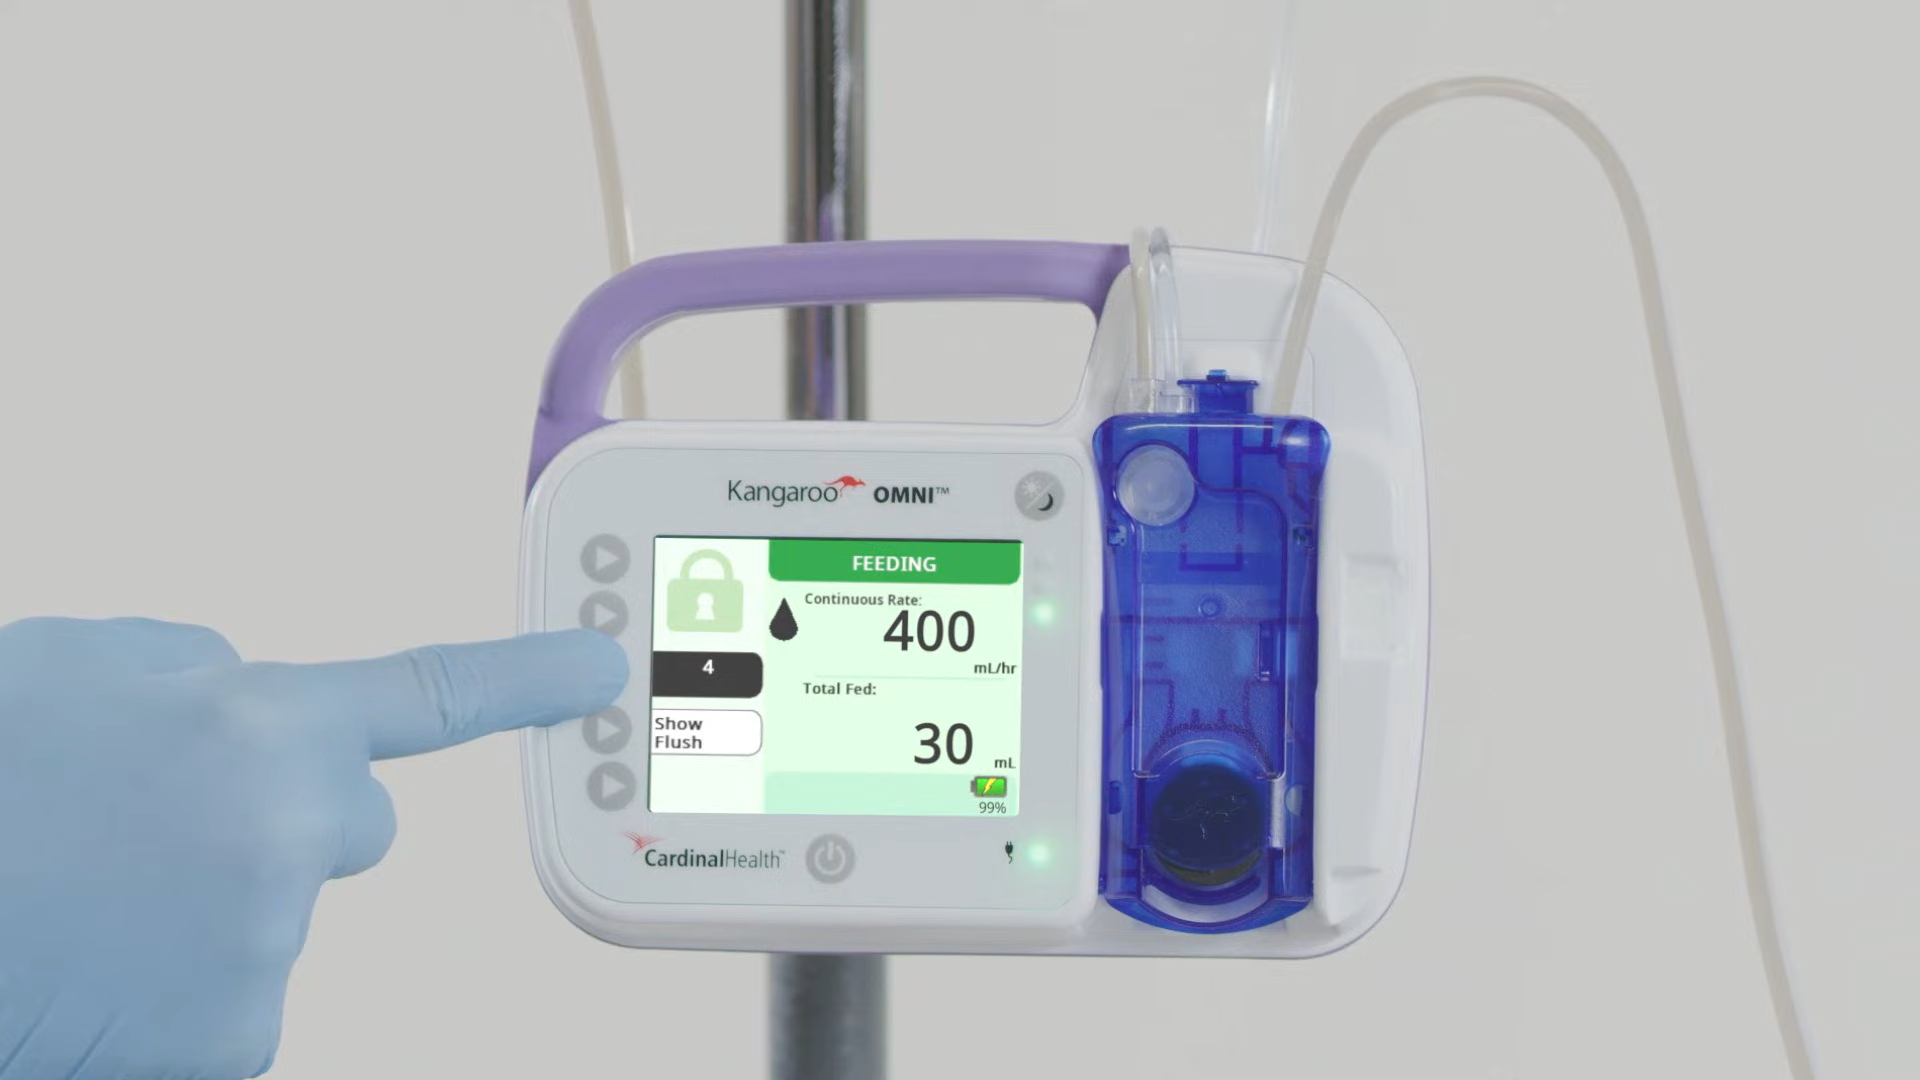 Kangaroo OMNI™
FEEDING
Continuous Rate:
400
mL/hr
4
Total Fed:
Show
Flush
30
mL
99%
CardinalHealth™